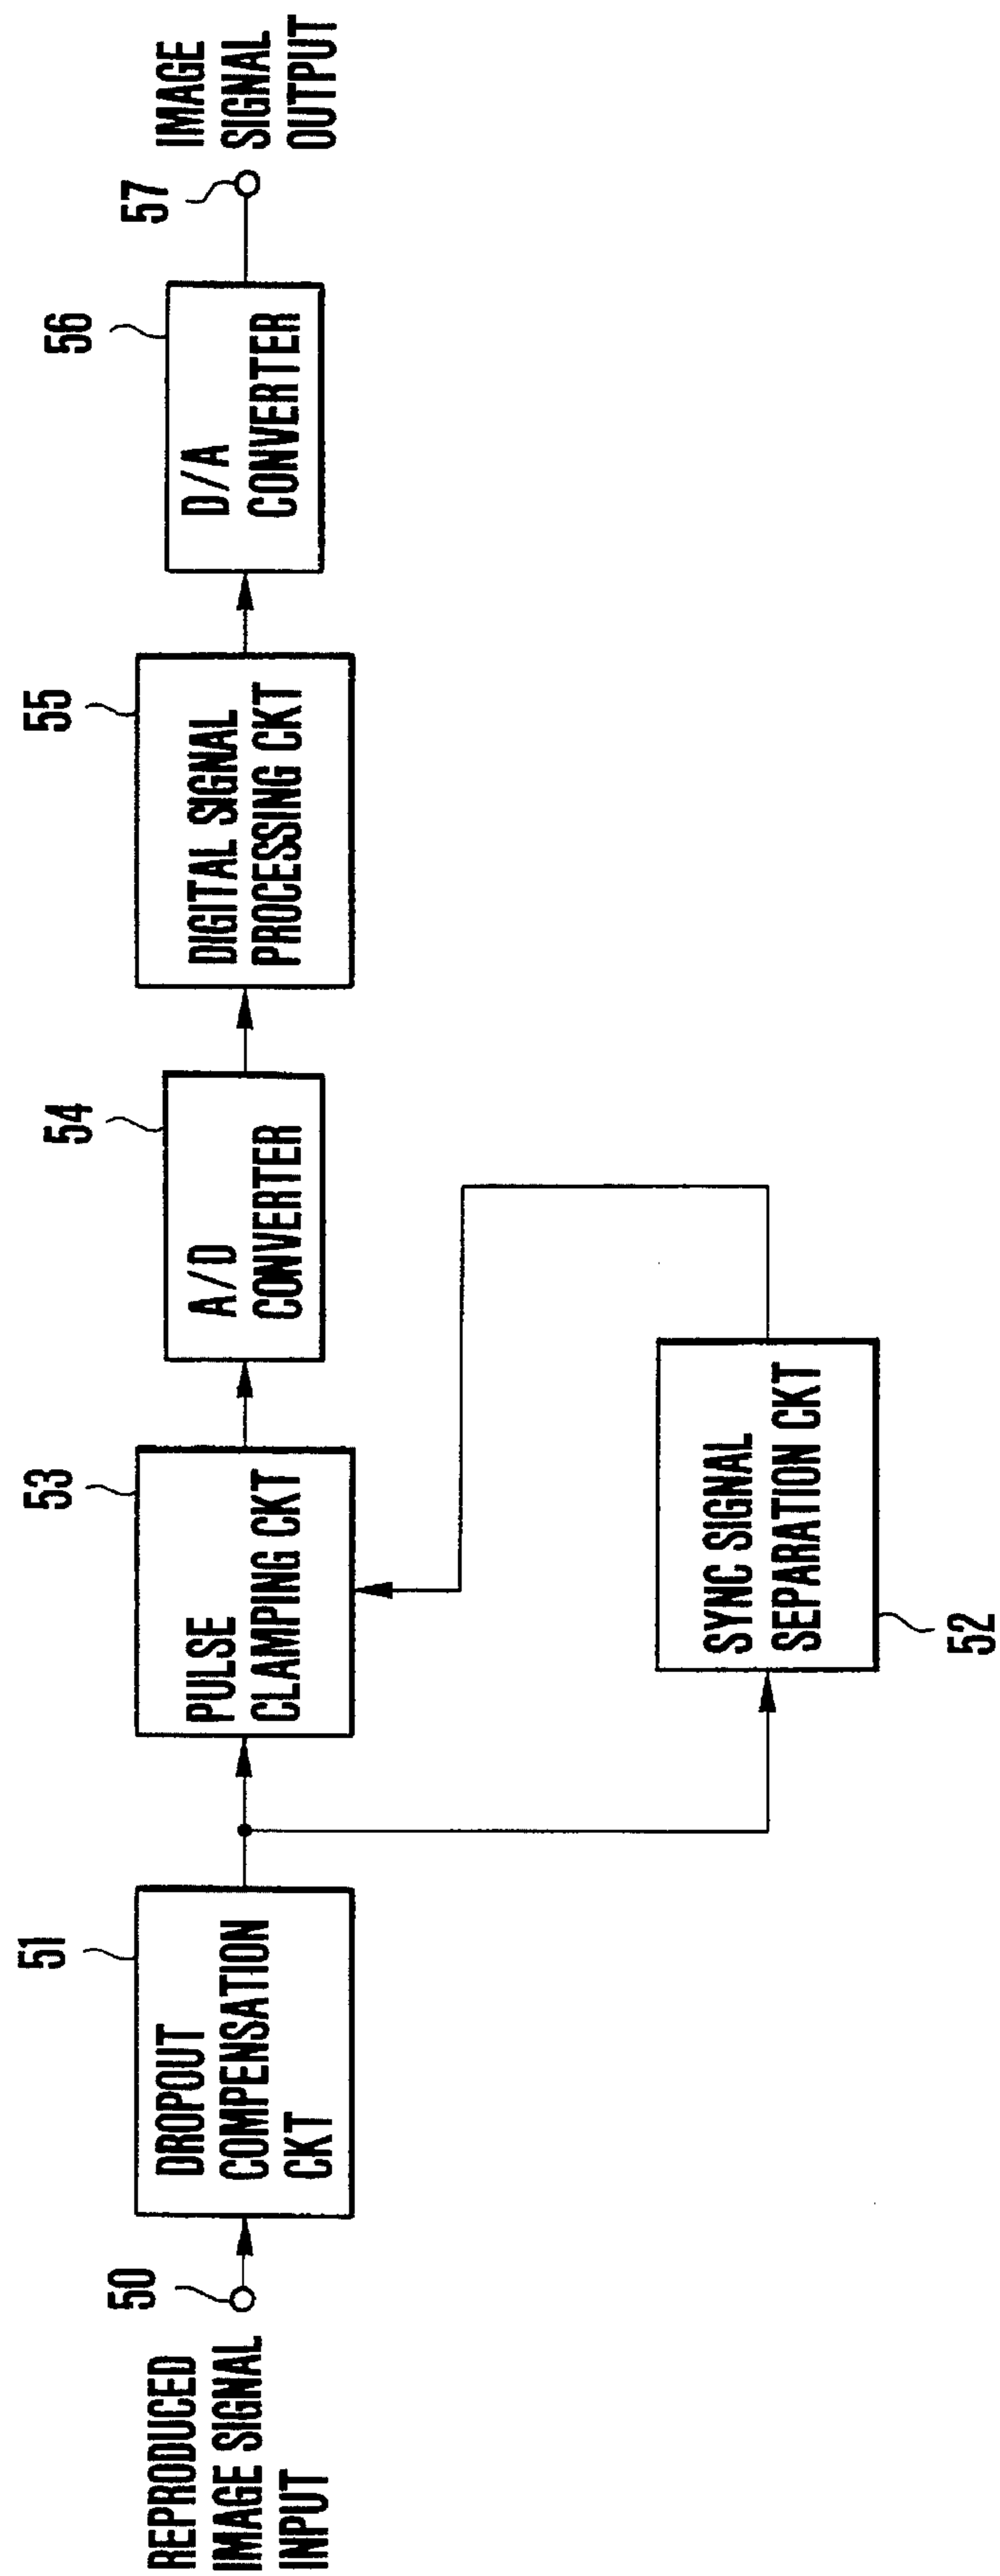 REPRODUCED
IMAGE SIGNAL
INPUT
50
51
DROPOUT
COMPENSATION
CKT
53
PULSE
CLAMPING CKT
52
SYNC SIGNAL
SEPARATION CKT
54
A/D
CONVERTER
55
DIGITAL SIGNAL
PROCESSING CKT
56
D/A
CONVERTER
57
IMAGE
SIGNAL
OUTPUT